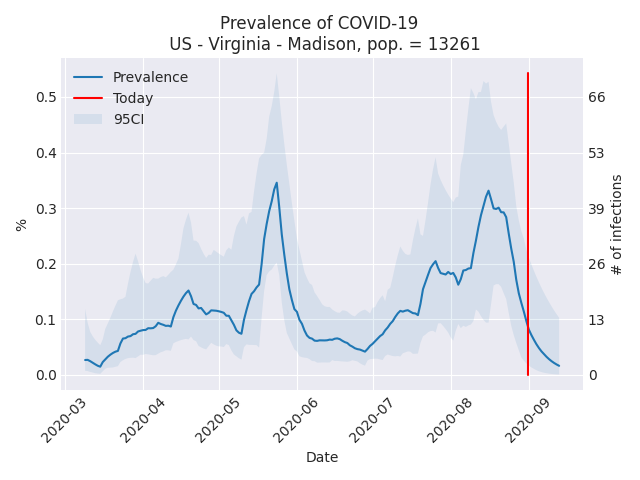 Prevalence of COVID-19
US - Virginia - Madison, pop. = 13261
Prevalence
Today
95CI
%
0.5
0.4
0.3
0.2
0.1
0.0
66
53
39
26
13
0
# of infections
2020-03
2020-04
2020-05
2020-06
2020-07
2020-08
2020-09
Date